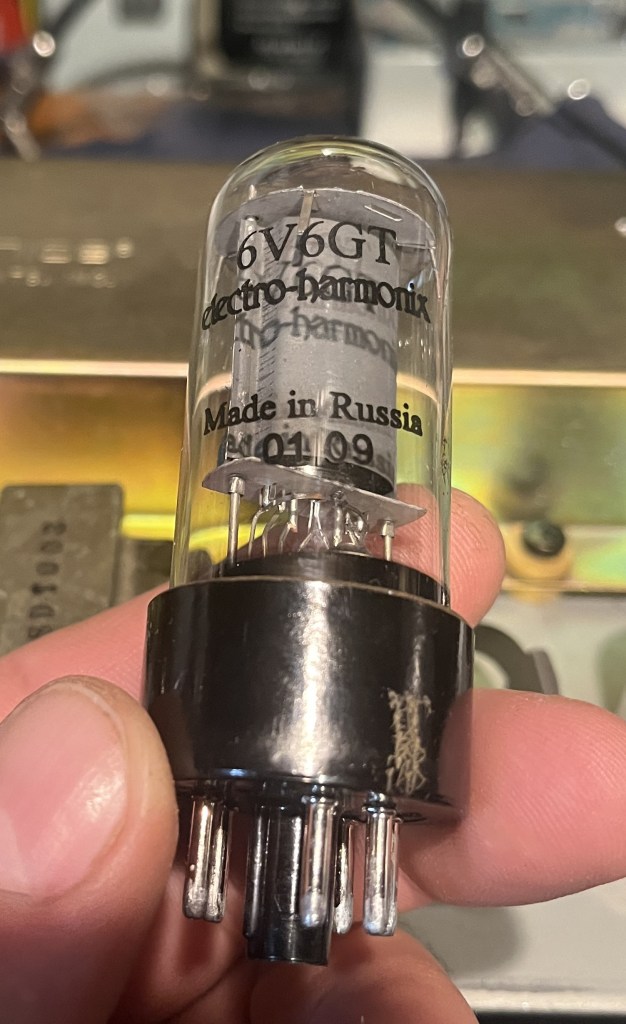 6V6GT
electro-harmonix
Made in Russia
01 09